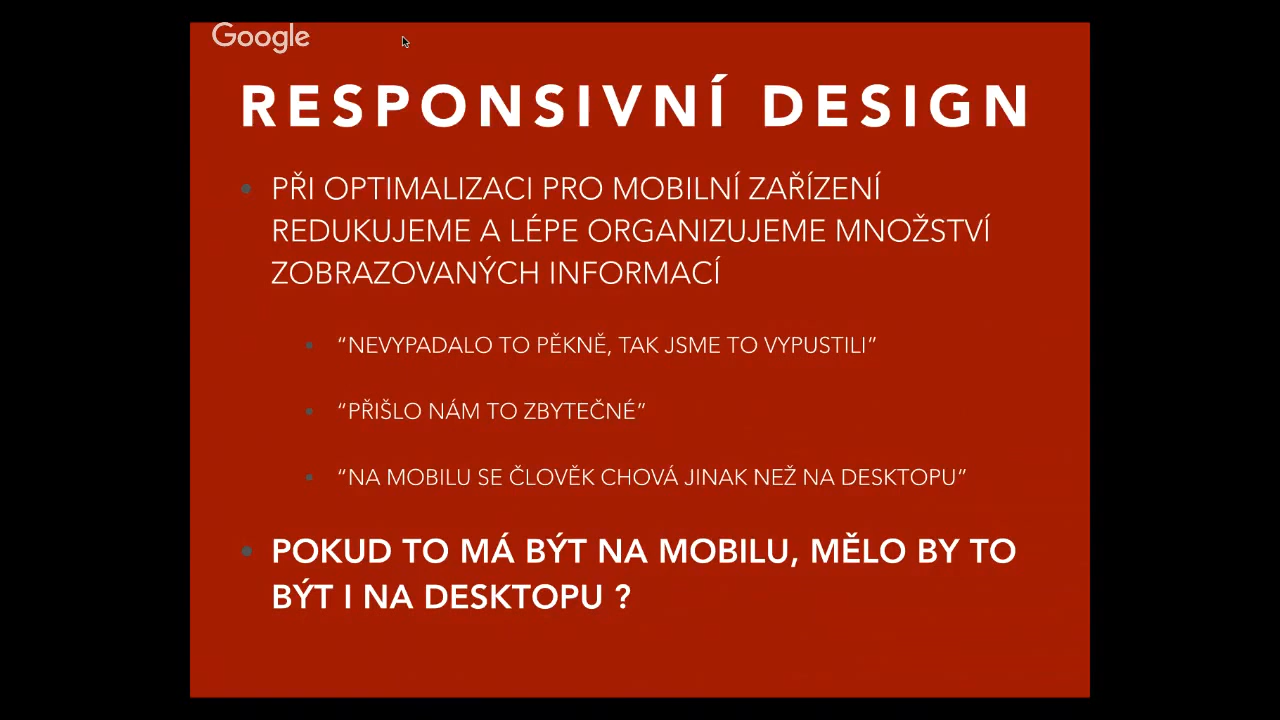 Google
RESPONSIVNÍ DESIGN
• PŘI OPTIMALIZACI PRO MOBILNÍ ZAŘÍZENÍ
REDUKUJEME A LÉPE ORGANIZUJEME MNOŽSTVÍ
ZOBRAZOVANÝCH INFORMACÍ
• “NEVYPADALO TO PĚKNĚ, TAK JSME TO VYPUSTILI”
• “PŘIŠLO NÁM TO ZBYTEČNÉ”
• “NA MOBILU SE ČLOVĚK CHOVÁ JINAK NEŽ NA DESKTOPU”
• POKUD TO MÁ BÝT NA MOBILU, MĚLO BY TO
BÝT I NA DESKTOPU ?